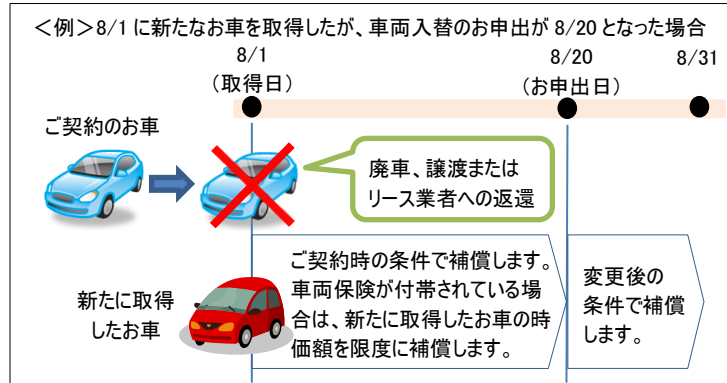 ＜例＞8/1 に新たなお車を取得したが、車両入替のお申出が 8/20 となった場合
8/1
（取得日）
8/20
（お申出日）
8/31
ご契約のお車
廃車、譲渡または
リース業者への返還
新たに取得
したお車
ご契約時の条件で補償します。
車両保険が付帯されている場
合は、新たに取得したお車の時
価額を限度に補償します。
変更後の
条件で補償
します。